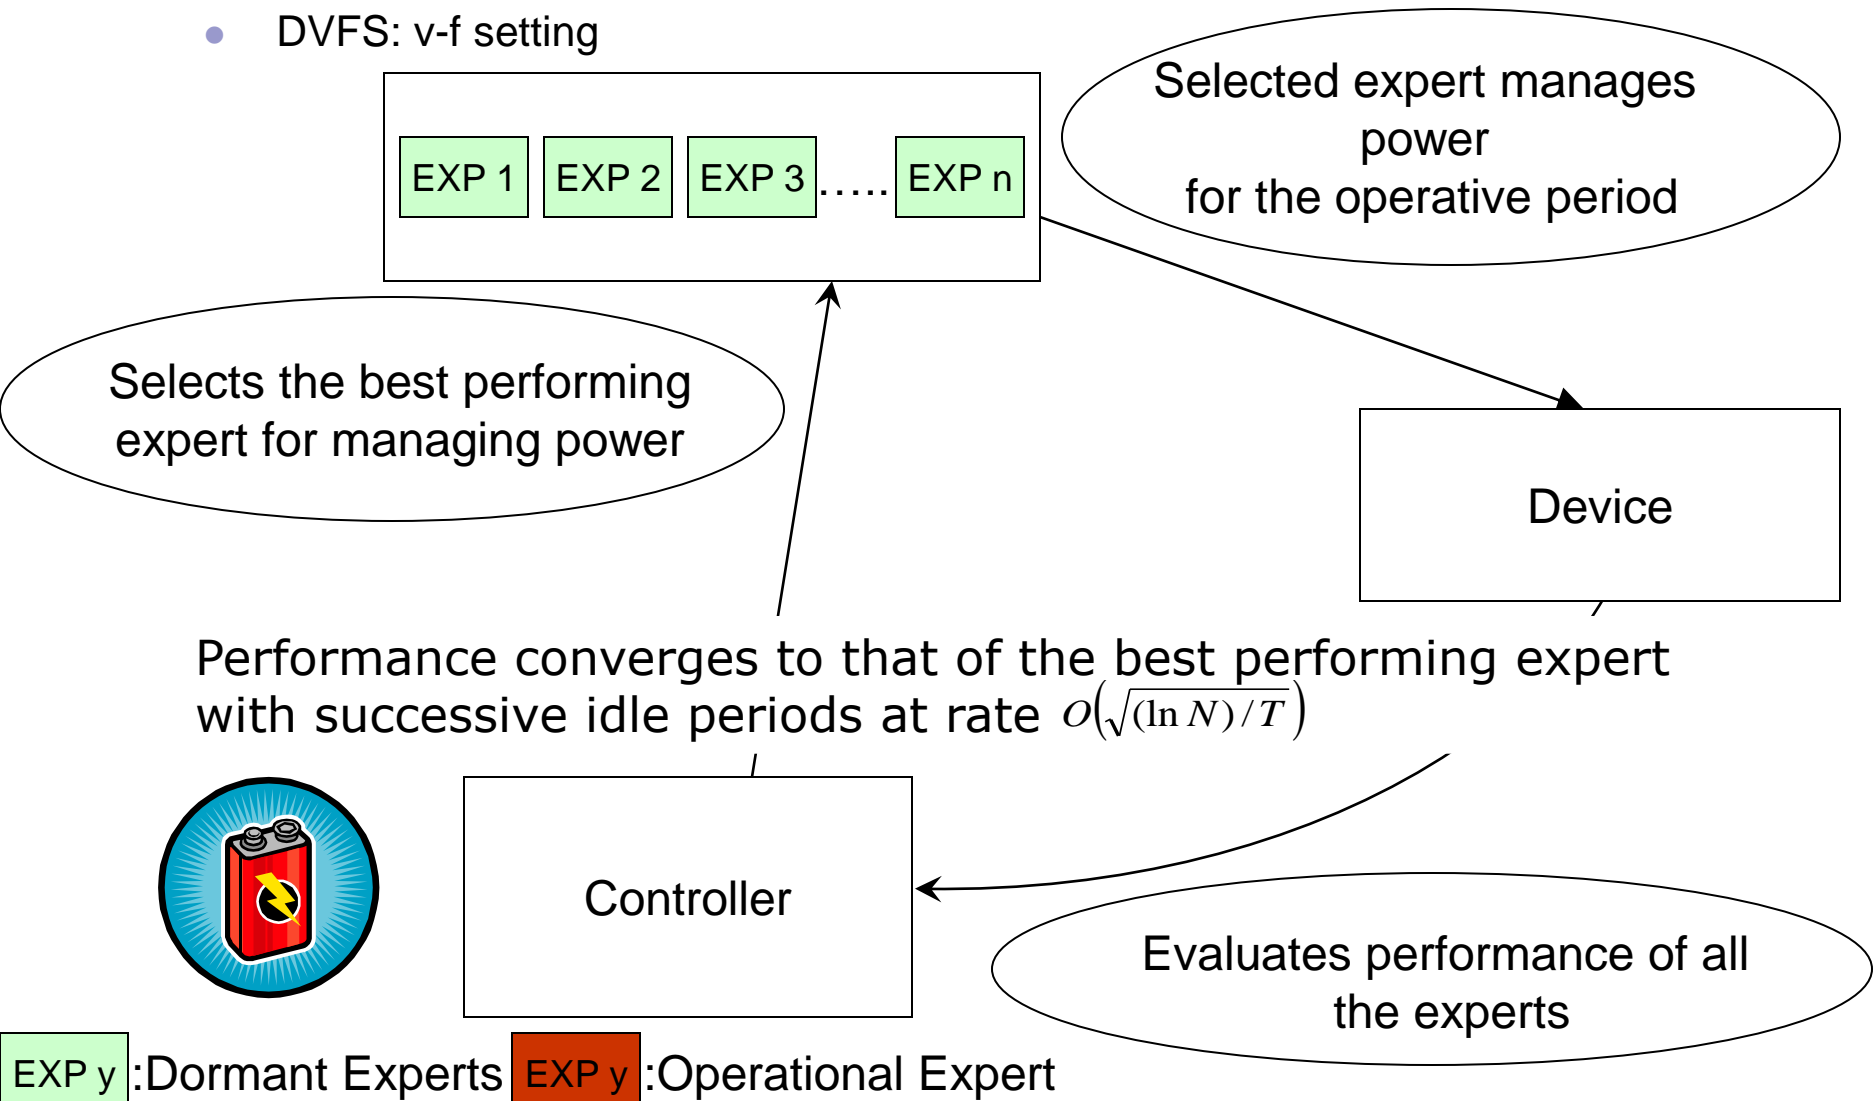 DVFS: v-f setting
EXP 1 EXP 2 EXP 3 ..... EXP n
Selected expert manages
power
for the operative period
Selects the best performing
expert for managing power
Device
Performance converges to that of the best performing expert
with successive idle periods at rate O(√(ln N)/T)
Controller
Evaluates performance of all
the experts
EXP y :Dormant Experts EXP y :Operational Expert